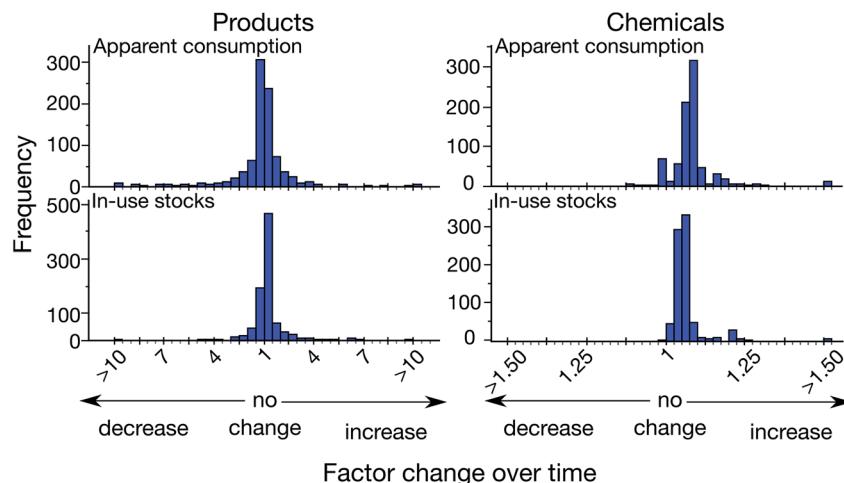 Products
Chemicals
Apparent consumption
Apparent consumption
300
200
100
0
300
200
100
0
Frequency
In-use stocks
In-use stocks
500
300
100
0
300
200
100
0
>10 7 4 1 4 7 >10
>1.50 1.25 1 1.25 >1.50
no
no
decrease change increase
decrease change increase
Factor change over time